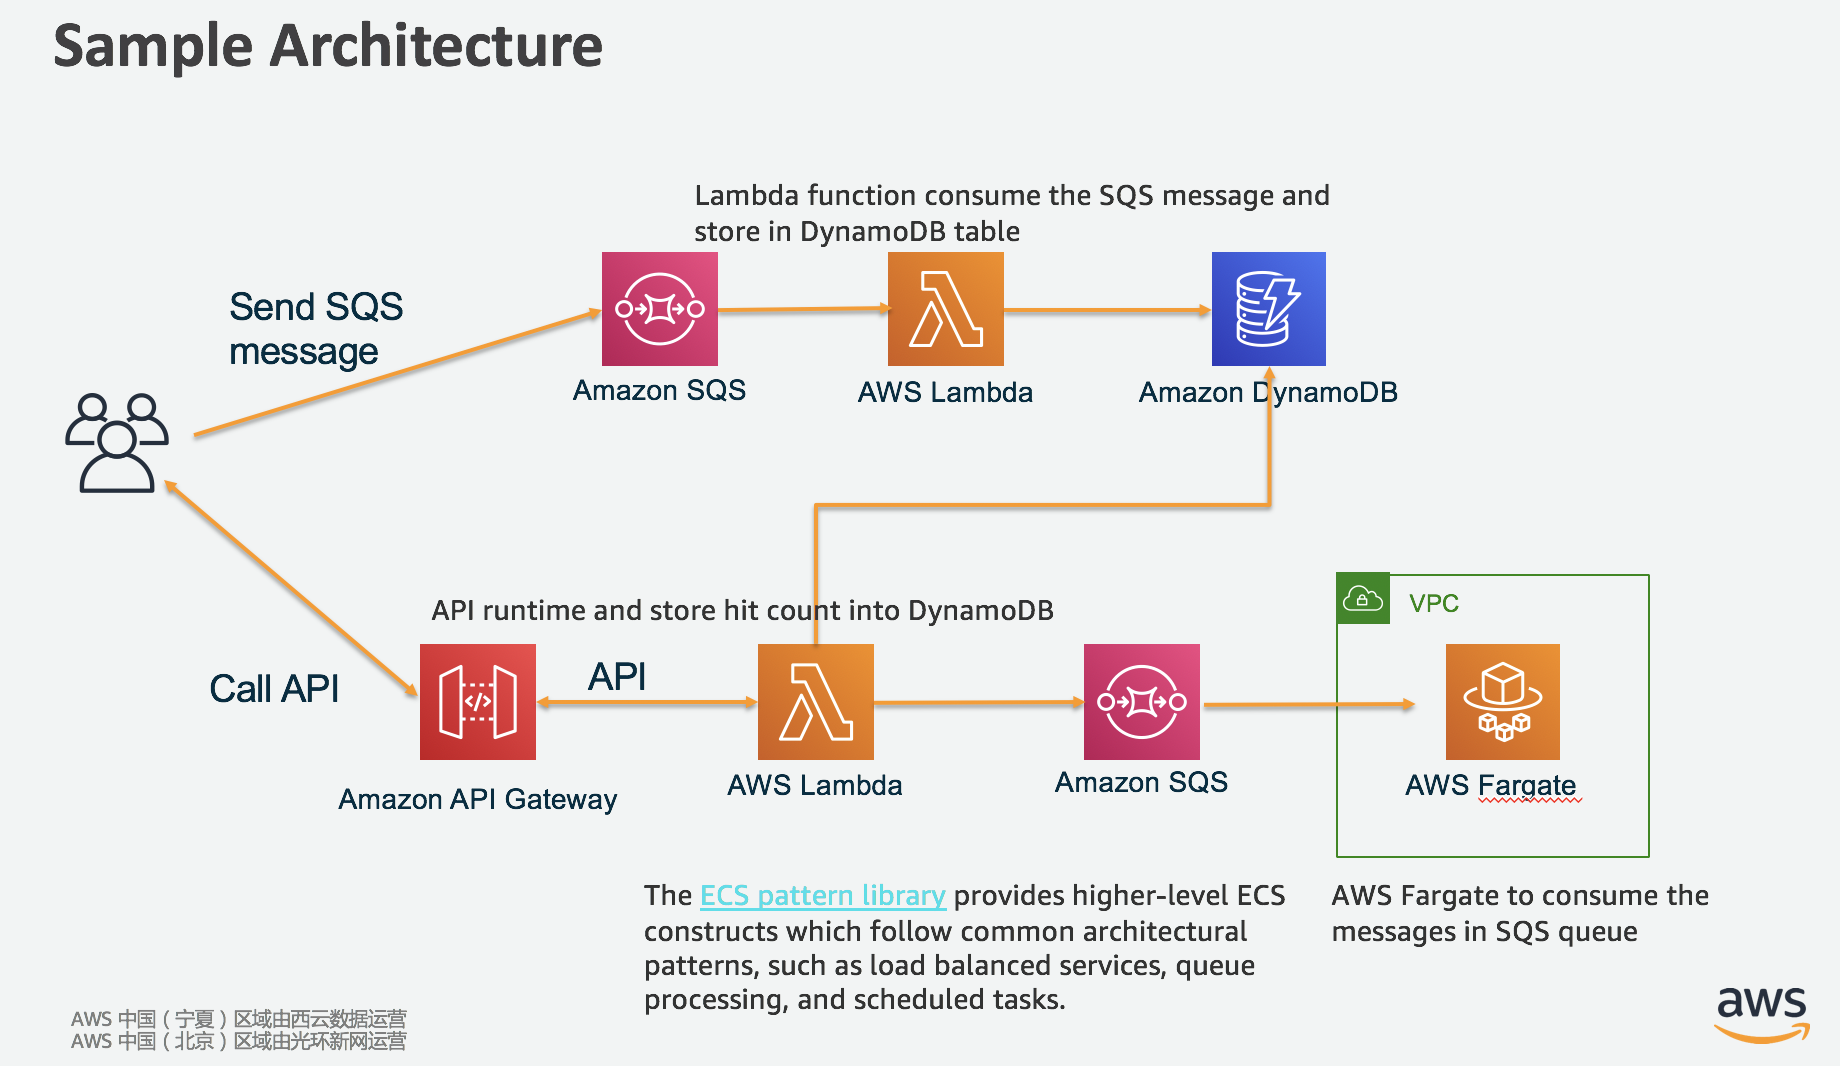 Sample Architecture
Lambda function consume the SQS message and
store in DynamoDB table
Send SQS
message
Amazon SQS
AWS Lambda
Amazon DynamoDB
API runtime and store hit count into DynamoDB
VPC
Call API
API
Amazon API Gateway
</>
AWS Lambda
Amazon SQS
AWS Fargate
The ECS pattern library provides higher-level ECS
constructs which follow common architectural
patterns, such as load balanced services, queue
processing, and scheduled tasks.
AWS Fargate to consume the
messages in SQS queue
AWS 中国（宁夏）区域由西云数据运营
AWS 中国（北京）区域由光环新网运营
aws